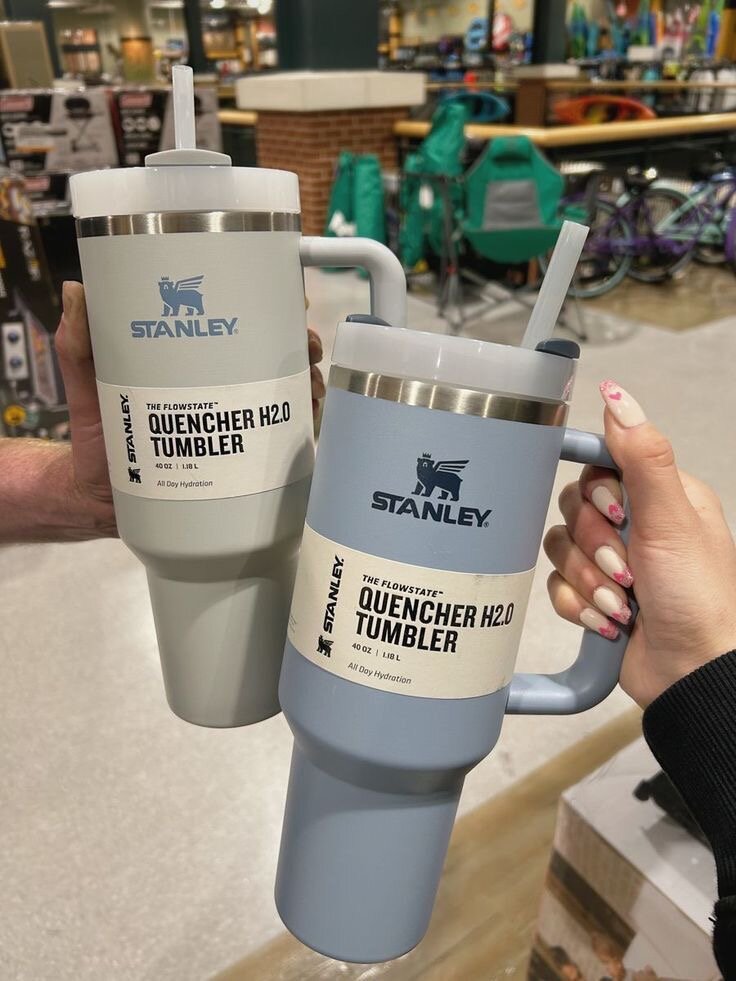 STANLEY®
STANLEY.
THE FLOWSTATE™
QUENCHER H2.0
TUMBLER
40 OZ | 1.18 L
All Day Hydration
STANLEY®
STANLEY.
THE FLOWSTATE™
QUENCHER H2.0
TUMBLER
40 OZ | 1.18 L
All Day Hydration